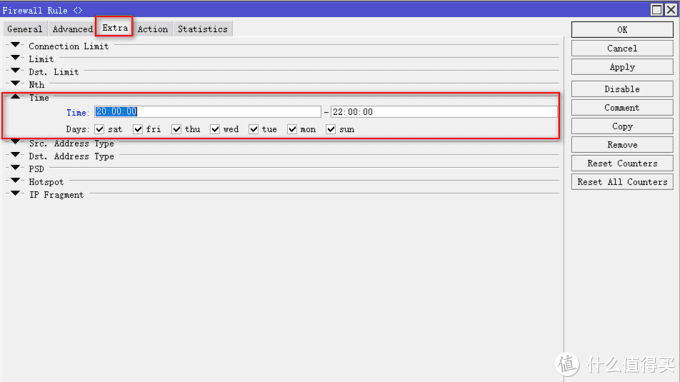 Firewall Rule <>
General Advanced Extra Action Statistics
Connection Limit
Limit
Dst. Limit
Nth
Time
Time: 20:00:00 - 22:00:00
Days: sat fri thu wed tue mon sun
Src. Address Type
Dst. Address Type
PSD
Hotspot
IP Fragment
OK
Cancel
Apply
Disable
Comment
Copy
Remove
Reset Counters
Reset All Counters
值 什么值得买